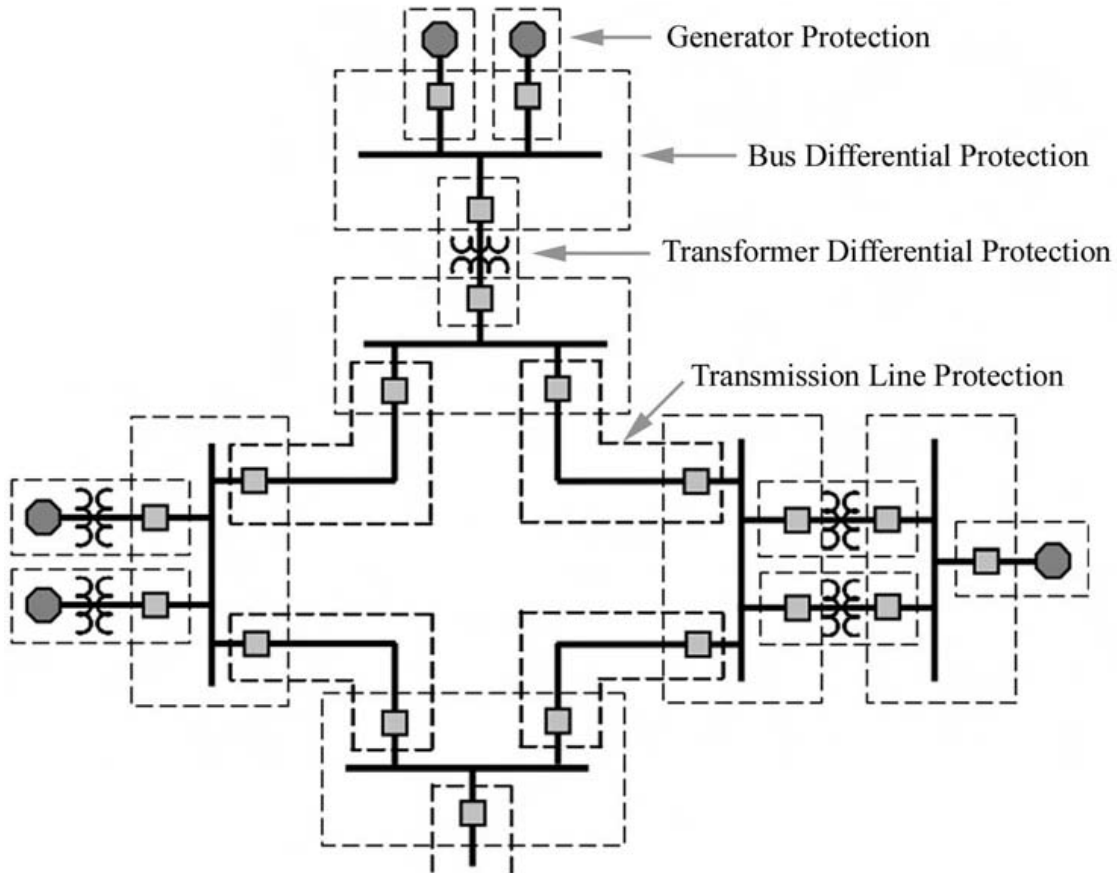 Generator Protection
Bus Differential Protection
Transformer Differential Protection
Transmission Line Protection